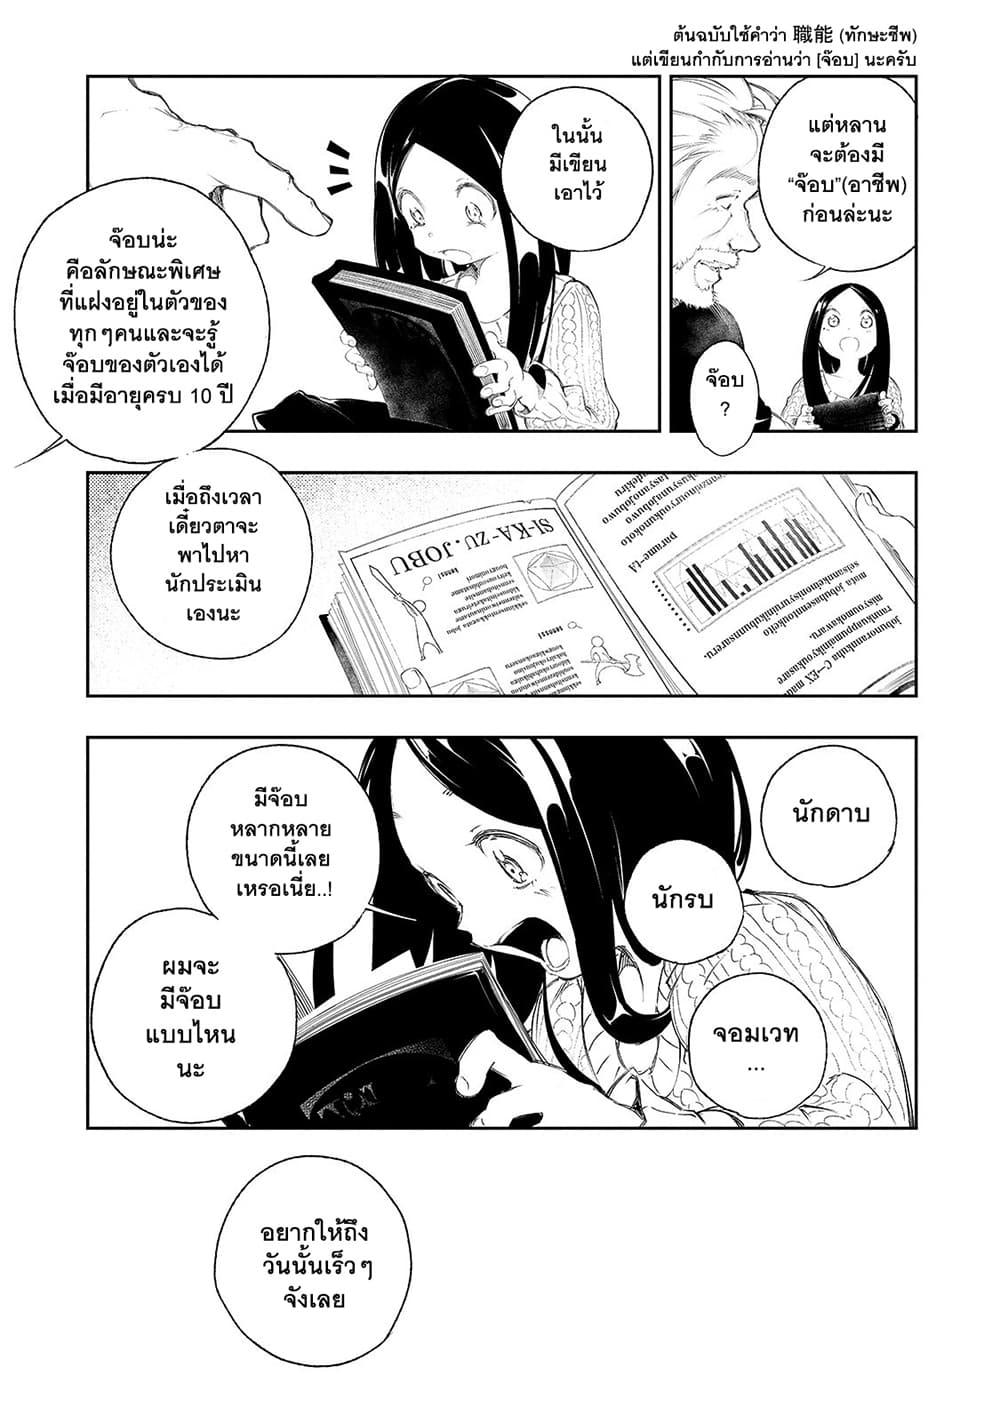 ต้นฉบับใช้คำว่า 職能 (ทักษะชีพ)
แต่เขียนกำกับการอ่านว่า [จ๊อบ] นะครับ
แต่หลาน
จะต้องมี
“จ๊อบ”(อาชีพ)
ก่อนล่ะนะ
จ๊อบ
?
ในนั้น
มีเขียน
เอาไว้
จ๊อบน่ะ
คือลักษณะพิเศษ
ที่แฝงอยู่ในตัวของ
ทุกๆคนและจะรู้
จ๊อบของตัวเองได้
เมื่อมีอายุครบ 10 ปี
เมื่อถึงเวลา
เดี๋ยวตาจะ
พาไปหา
นักประเมิน
เองนะ
SI-KA-ZU.JOBU
parame-tA
นักดาบ
นักรบ
จอมเวท
...
มีจ๊อบ
หลากหลาย
ขนาดนี้เลย
เหรอเนี่ย..!
ผมจะ
มีจ๊อบ
แบบไหน
นะ
อยากให้ถึง
วันนั้นเร็วๆ
จังเลย